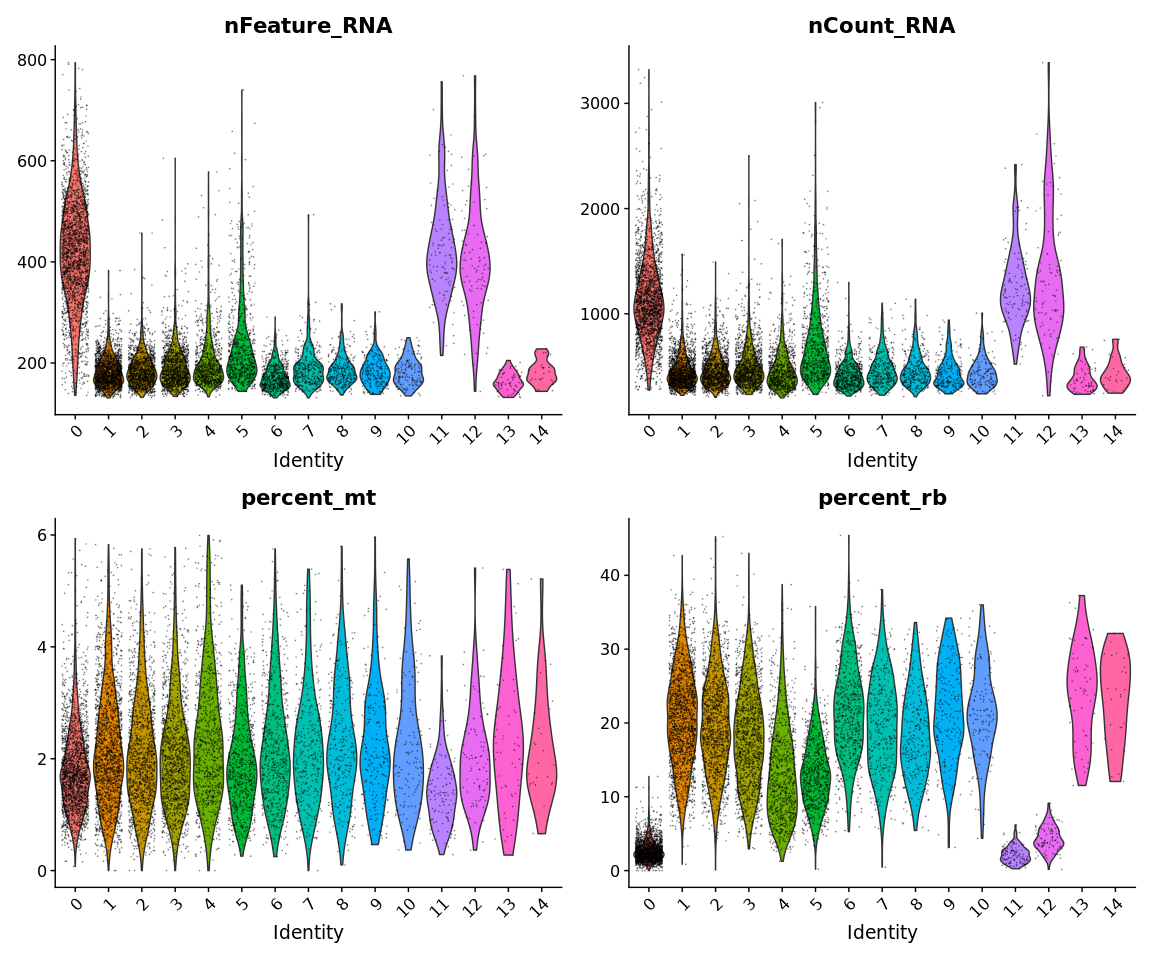 nFeature_RNA
800
600
400
200
0 1 2 3 4 5 6 7 8 9 10 11 12 13 14
Identity
nCount_RNA
3000
2000
1000
0 1 2 3 4 5 6 7 8 9 10 11 12 13 14
Identity
percent_mt
6
4
2
0
0 1 2 3 4 5 6 7 8 9 10 11 12 13 14
Identity
percent_rb
40
30
20
10
0
0 1 2 3 4 5 6 7 8 9 10 11 12 13 14
Identity